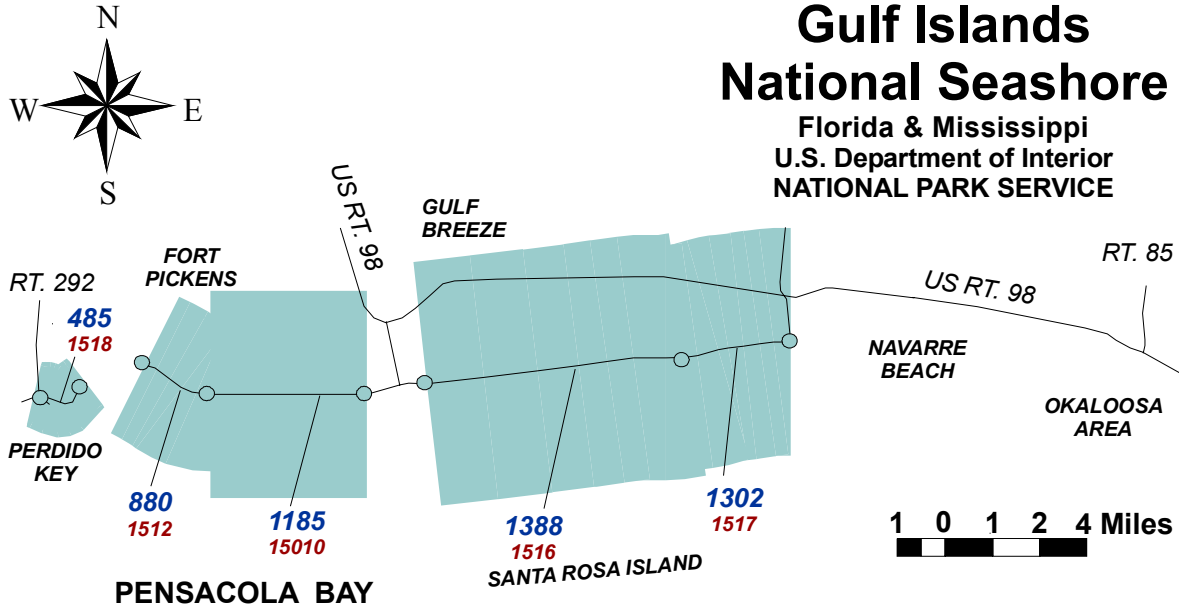 N
W E
S
Gulf Islands
National Seashore
Florida & Mississippi
U.S. Department of Interior
NATIONAL PARK SERVICE
US RT. 98
GULF
BREEZE
FORT
PICKENS
RT. 292
485
1518
RT. 85
US RT. 98
NAVARRE
BEACH
OKALOOSA
AREA
PERDIDO
KEY
880
1512
1185
15010
1388
1516
1302
1517
SANTA ROSA ISLAND
PENSACOLA BAY
1 0 1 2 4 Miles